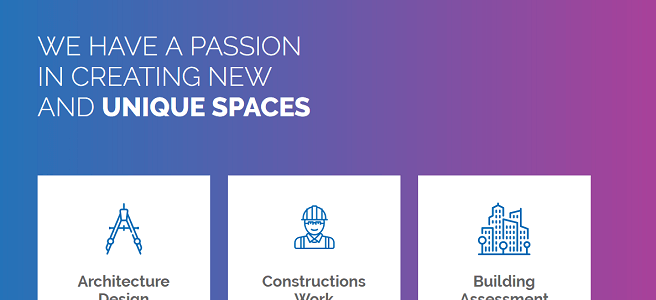 WE HAVE A PASSION
IN CREATING NEW
AND UNIQUE SPACES
Architecture
Design
Constructions
Work
Building
Assessment